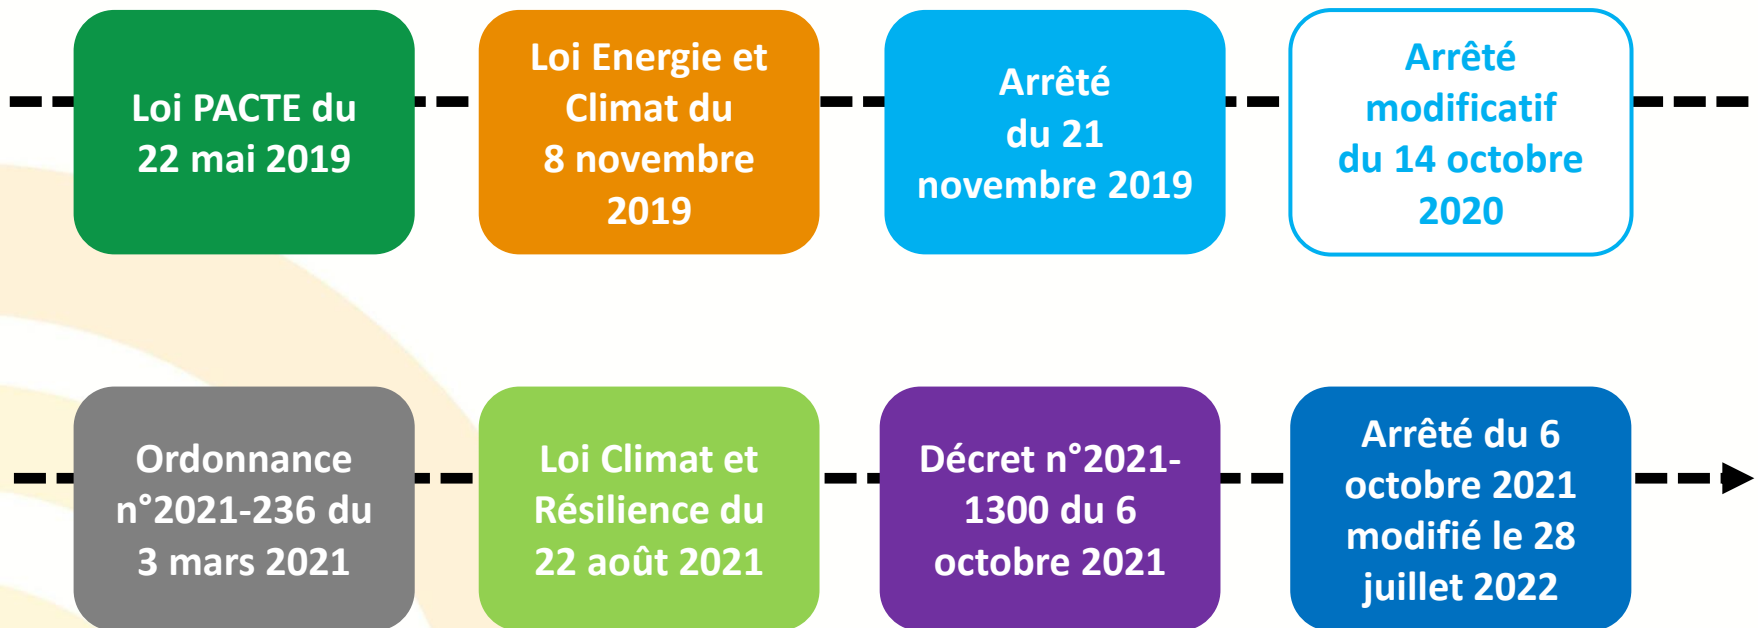 Loi PACTE du
22 mai 2019
Loi Energie et
Climat du
8 novembre
2019
Arrêté
du 21
novembre 2019
Arrêté
modificatif
du 14 octobre
2020
Ordonnance
n°2021-236 du
3 mars 2021
Loi Climat et
Résilience du
22 août 2021
Décret n°2021-
1300 du 6
octobre 2021
Arrêté du 6
octobre 2021
modifié le 28
juillet 2022